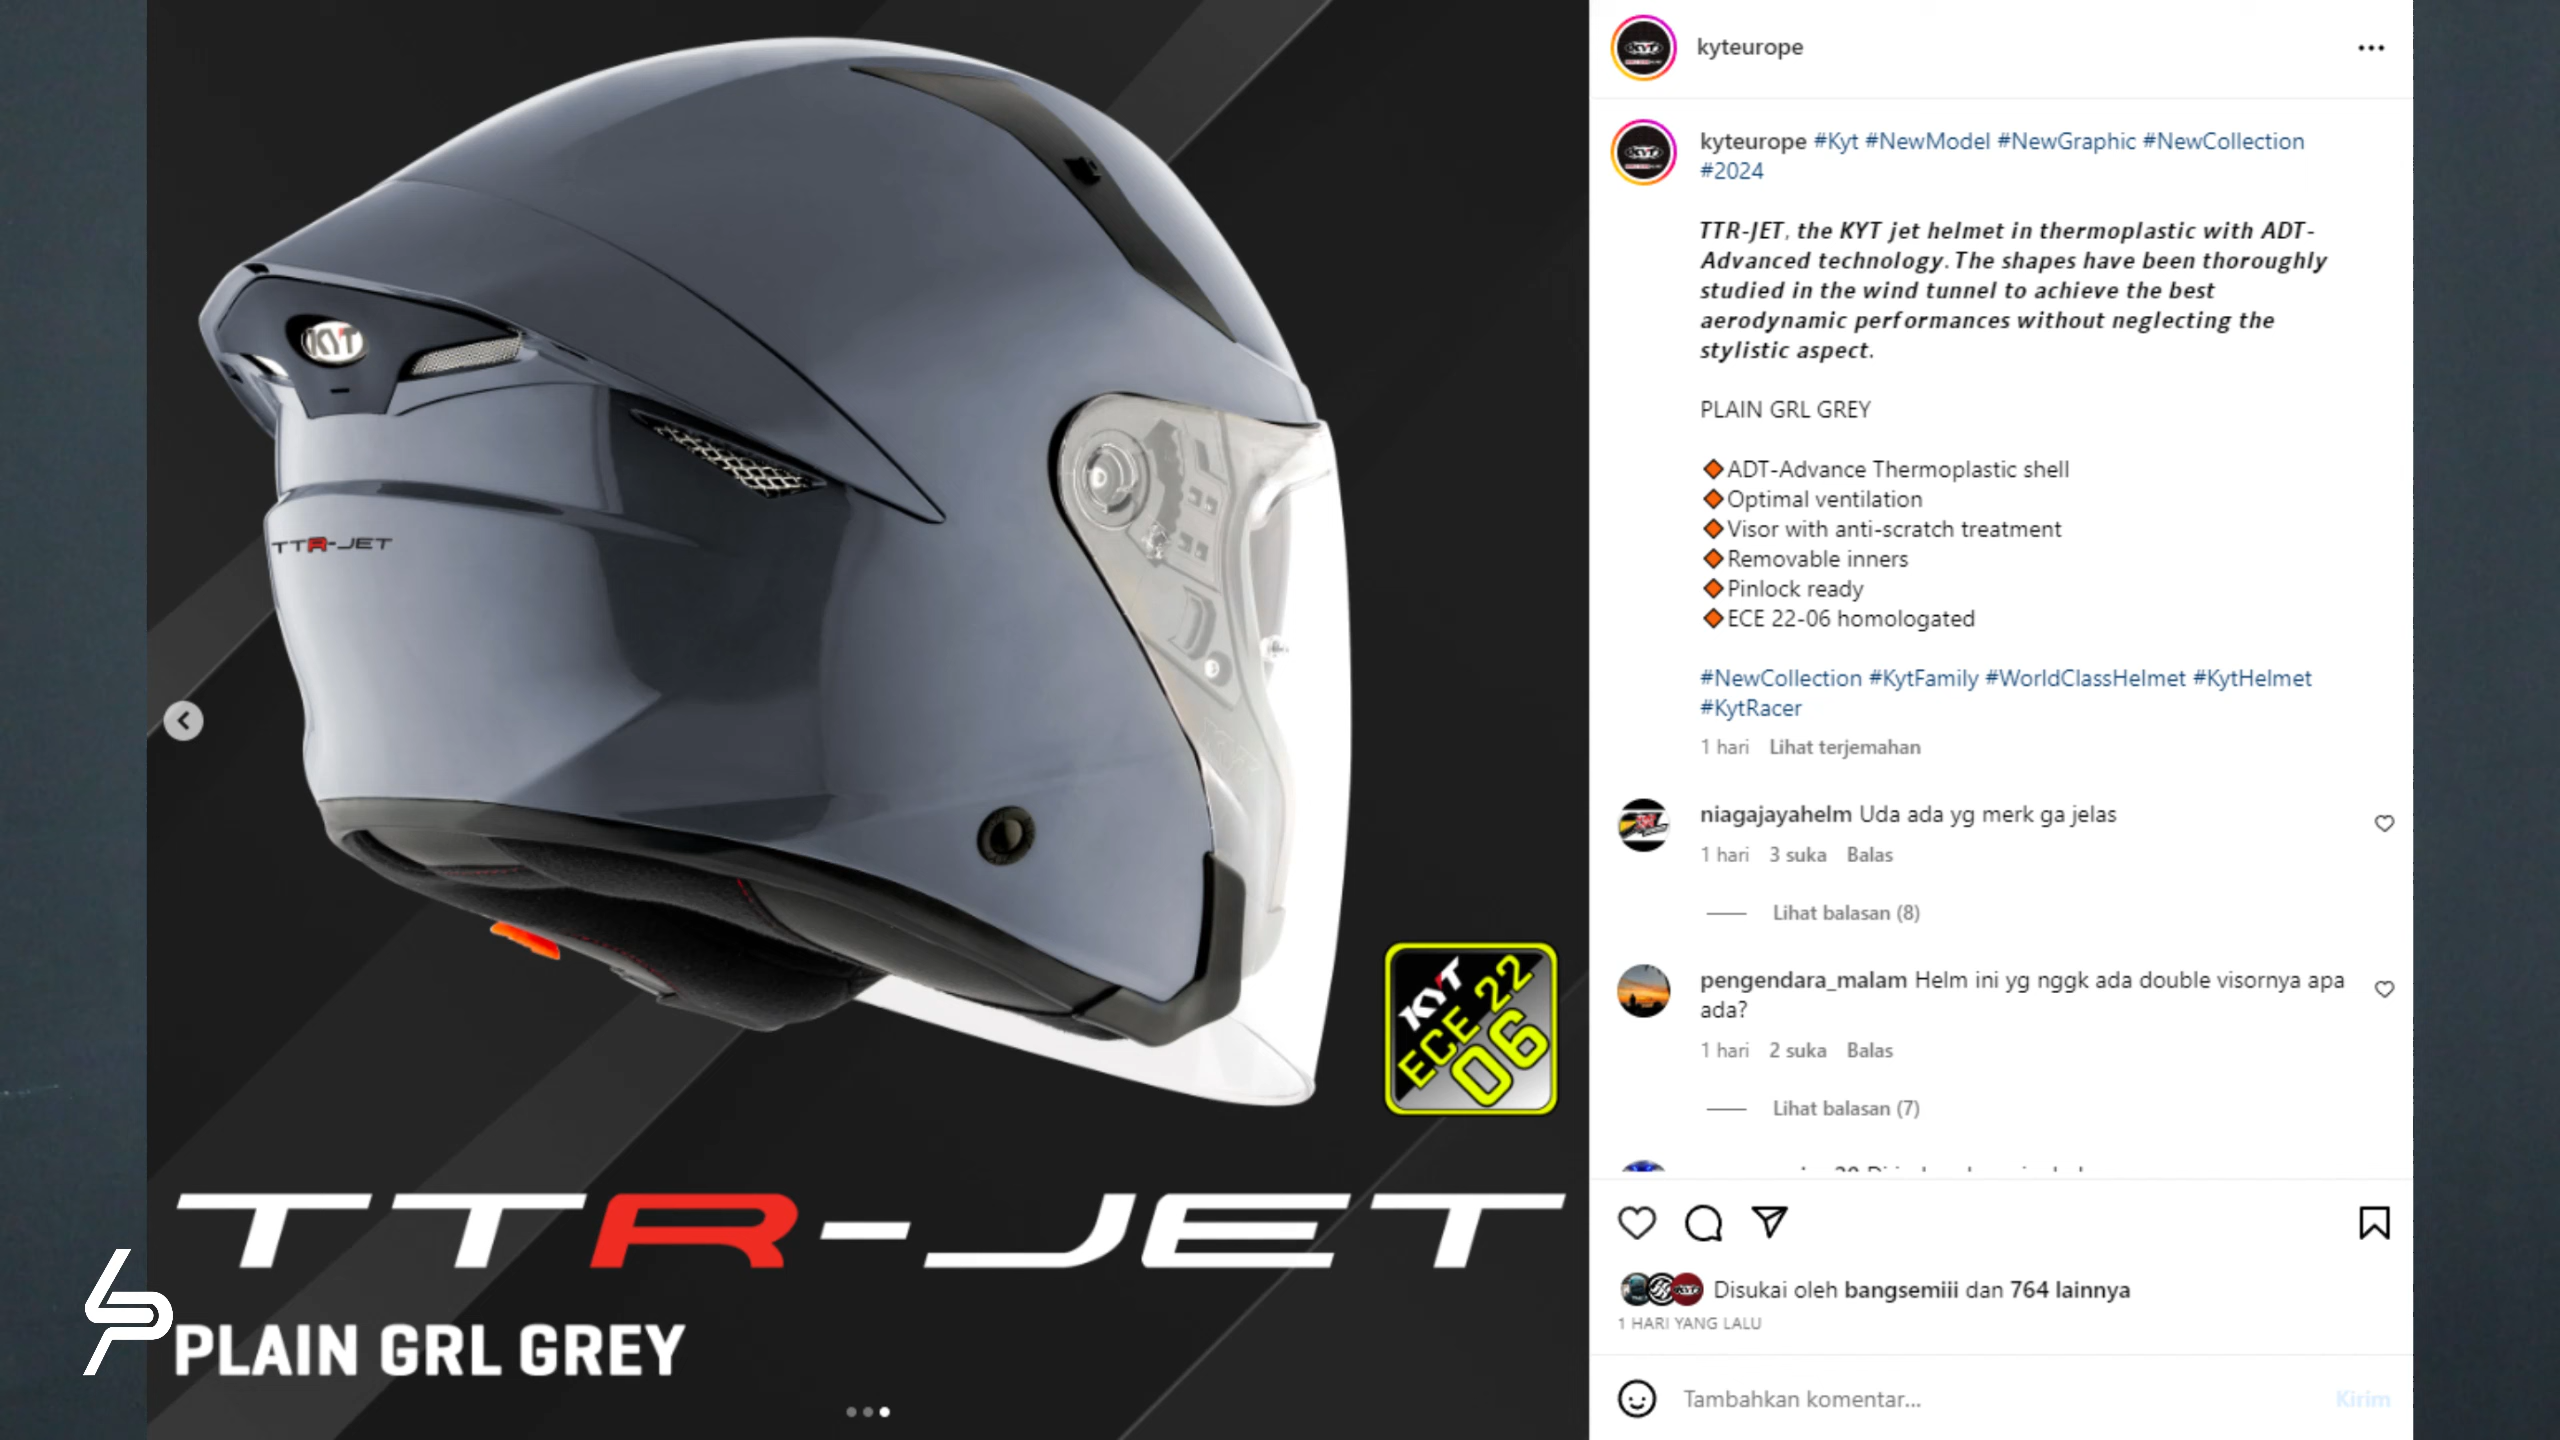 KYT
TTR-JET
KYT
ECE 22
06
TTR-JET
PLAIN GRL GREY
kyteurope
kyteurope #Kyt #NewModel #NewGraphic #NewCollection
#2024
TTR-JET, the KYT jet helmet in thermoplastic with ADT-
Advanced technology. The shapes have been thoroughly
studied in the wind tunnel to achieve the best
aerodynamic performances without neglecting the
stylistic aspect.
PLAIN GRL GREY
🔶ADT-Advance Thermoplastic shell
🔶Optimal ventilation
🔶Visor with anti-scratch treatment
🔶Removable inners
🔶Pinlock ready
🔶ECE 22-06 homologated
#NewCollection #KytFamily #WorldClassHelmet #KytHelmet
#KytRacer
1 hari Lihat terjemahan
niagajayahelm Uda ada yg merk ga jelas
1 hari 3 suka Balas
Lihat balasan (8)
pengendara_malam Helm ini yg nggk ada double visornya apa
ada?
1 hari 2 suka Balas
Lihat balasan (7)
Disukai oleh bangsemiii dan 764 lainnya
1 HARI YANG LALU
Tambahkan komentar...
Kirim